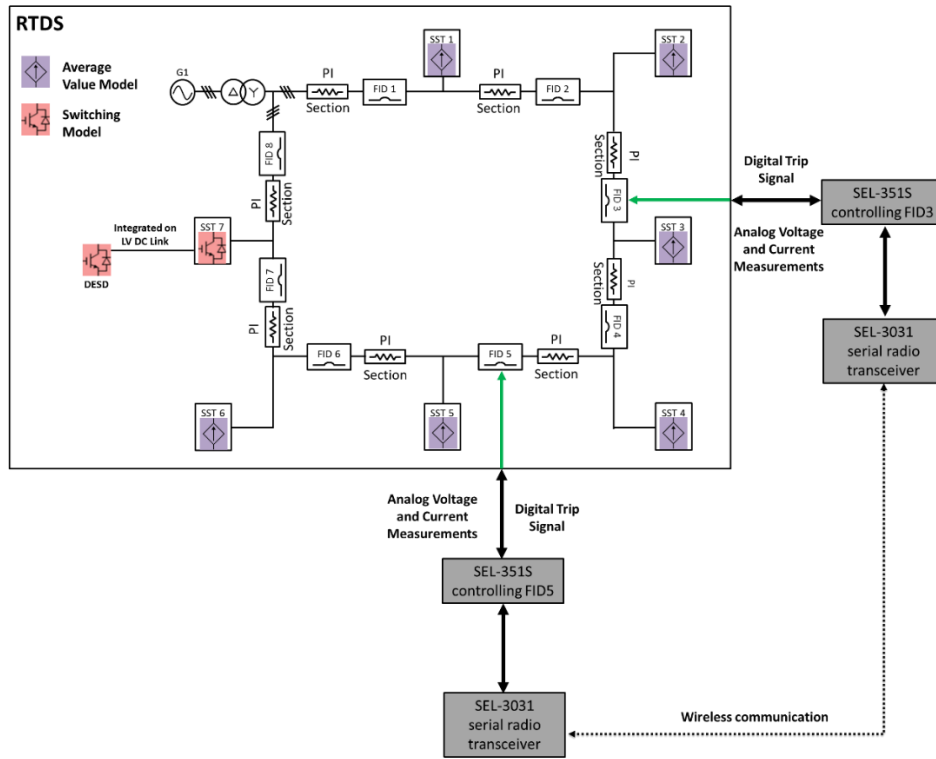 RTDS
Average
Value Model
Switching
Model
G1
PI
Section
FID 1
SST 1
PI
Section
FID 2
SST 2
PI
Section
FID 3
SST 3
PI
Section
FID 4
SST 4
PI
Section
FID 5
SST 5
PI
Section
FID 6
SST 6
PI
Section
FID 7
SST 7
Integrated on
LV DC Link
DESD
PI
Section
FID 8
Digital Trip
Signal
Analog Voltage
and Current
Measurements
SEL-351S
controlling FID3
SEL-3031
serial radio
transceiver
Analog Voltage
and Current
Measurements
Digital Trip
Signal
SEL-351S
controlling FID5
SEL-3031
serial radio
transceiver
Wireless communication